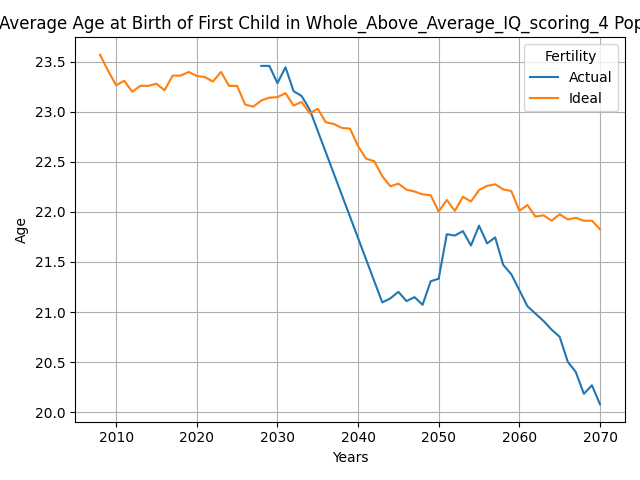 Average Age at Birth of First Child in Whole_Above_Average_IQ_scoring_4
Fertility
Actual
Ideal
Age
23.5
23.0
22.5
22.0
21.5
21.0
20.5
20.0
2010 2020 2030 2040 2050 2060 2070
Years